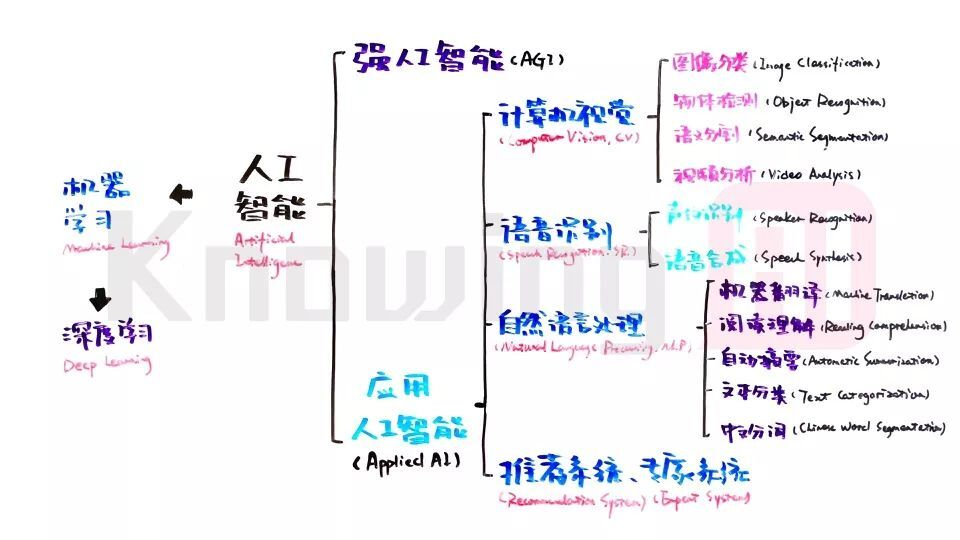 强人工智能(AGI)
图像分类(Image Classification)
计算机视觉
物体检测(Object Recognition)
(Computer Vision, CV)
语义分割(Semantic Segmentation)
视频分析(Video Analysis)
人工
智能
Artificial
Intelligence
机器
学习
Machine Learning
深度学习
Deep Learning
语音识别
(Speech Recognition, SR)
声纹识别(Speaker Recognition)
语音合成(Speech Synthesis)
机器翻译(Machine Translation)
自然语言处理
阅读理解(Reading Comprehension)
(Natural Language Processing, NLP)
自动摘要(Automatic Summarization)
文本分类(Text Categorization)
中文分词(Chinese Word Segmentation)
应用
人工智能
(Applied AI)
推荐系统、专家系统
(Recommendation System)(Expert System)
Knowing